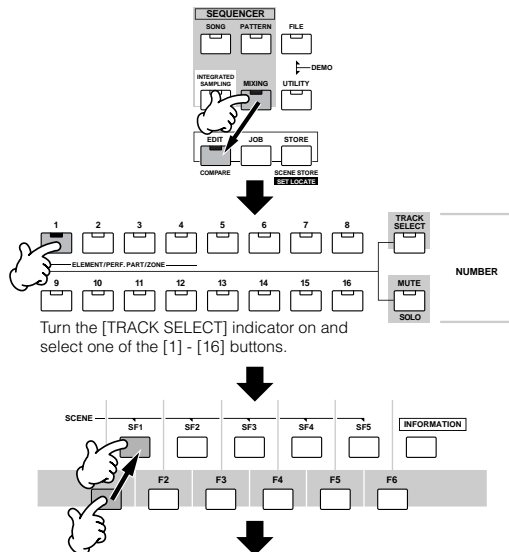 SEQUENCER
SONG PATTERN FILE
DEMO
INTEGRATED
SAMPLING MIXING UTILITY
EDIT JOB STORE
COMPARE SCENE STORE
SET LOCATE
1 2 3 4 5 6 7 8 TRACK
SELECT
ELEMENT/PERF. PART/ZONE
NUMBER
9 10 11 12 13 14 15 16 MUTE
SOLO
Turn the [TRACK SELECT] indicator on and
select one of the [1] - [16] buttons.
SCENE SF1 SF2 SF3 SF4 SF5 INFORMATION
F2 F3 F4 F5 F6